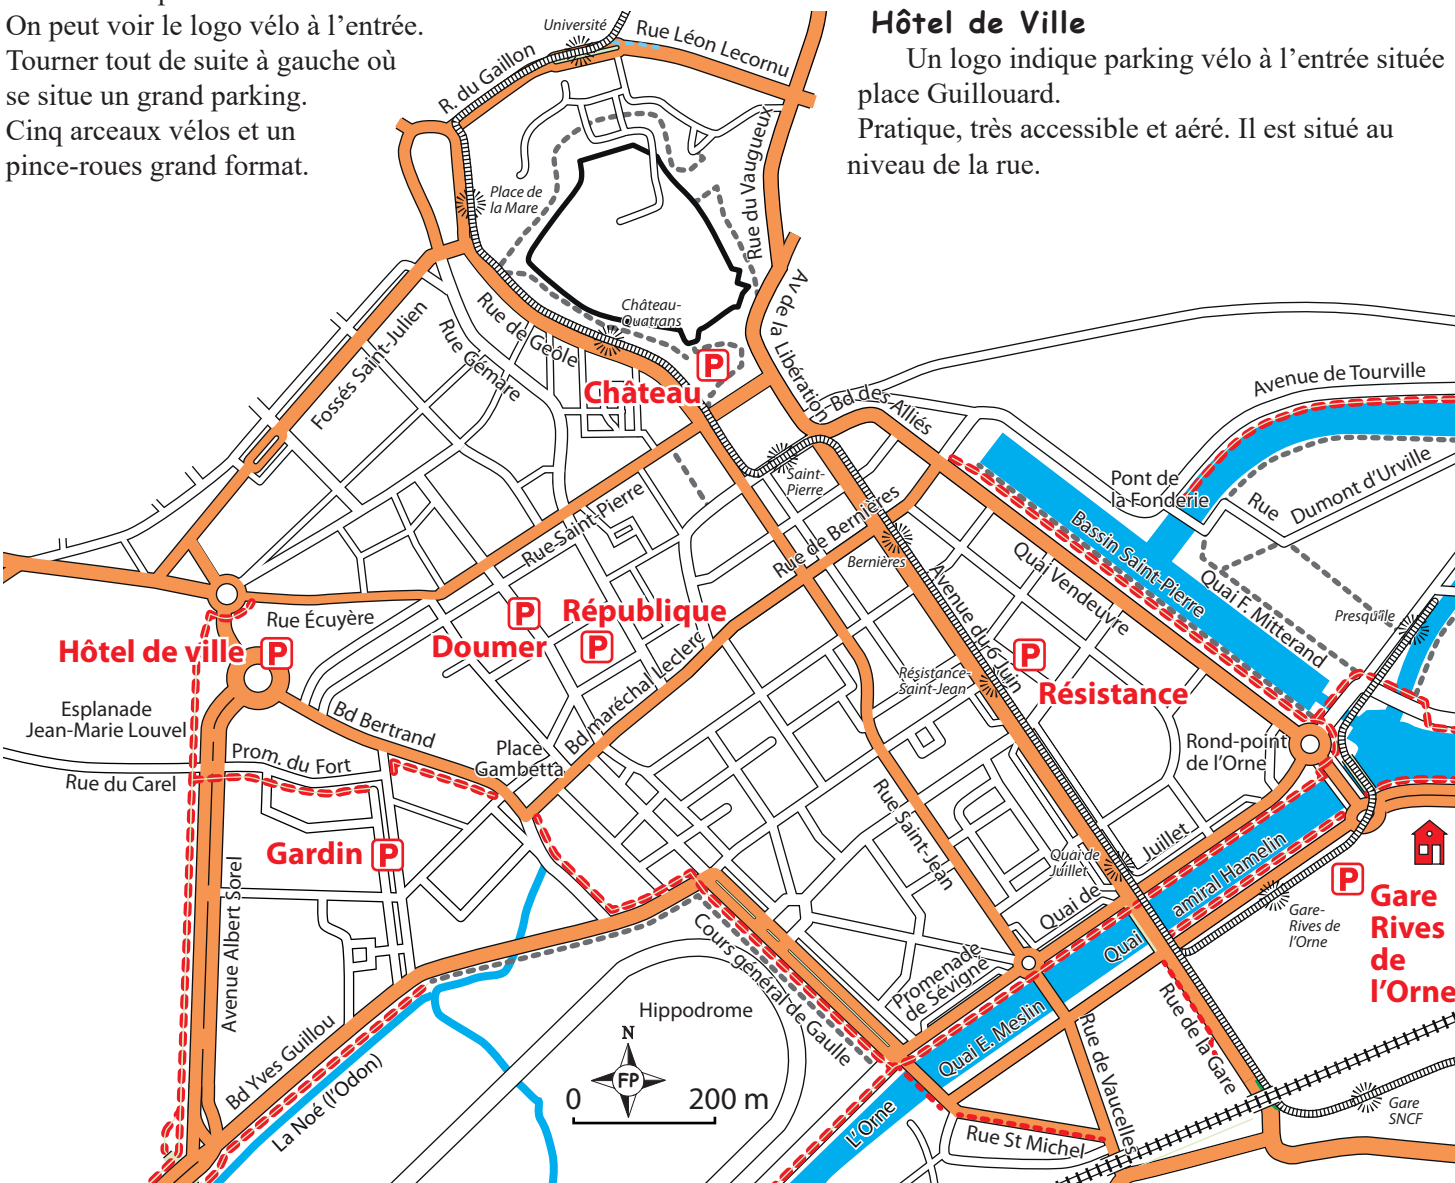 On peut voir le logo vélo à l'entrée.
Tourner tout de suite à gauche où
se situe un grand parking.
Cinq arceaux vélos et un
pince-roues grand format.
Hôtel de Ville
Un logo indique parking vélo à l'entrée située
place Guillouard.
Pratique, très accessible et aéré. Il est situé au
niveau de la rue.
Université
Rue Léon Lecornu
R. du Gaillon
Place de
la Mare
Rue du Vaugueux
Château-
Quatrans
Rue de Geôle
Rue Gémare
Fossés Saint-Julien
Av de la Libération
P
Château
Bd des Alliés
Avenue de Tourville
Saint-
Pierre
Pont de
la Fonderie
Rue Dumont d'Urville
Rue Saint-Pierre
Rue de Bernières
Bernières
Bassin Saint-Pierre
Quai Vendeuvre
Quai F. Mitterand
Presqu'île
Rue Écuyère
P
Doumer
République
P
Hôtel de ville
P
Avenue du 6 Juin
P
Résistance
Résistance-
Saint-Jean
Esplanade
Jean-Marie Louvel
Bd Bertrand
Bd maréchal Leclerc
Place
Gambetta
Prom. du Fort
Rue du Carel
Rond-point
de l'Orne
Gardin
P
Rue Saint-Jean
Quai de
Juillet
Quai de Juillet
Quai amiral Hamelin
P
Gare
Rives
de
l'Orne
Gare-
Rives de
l'Orne
Avenue Albert Sorel
Cours général de Gaulle
Promenade
de Sévigné
Hippodrome
Quai E. Meslin
Rue de la Gare
Rue de Vaucelles
Bd Yves Guillou
La Noé (l'Odon)
N
FP
0 200 m
L'Orne
Rue St Michel
Gare
SNCF